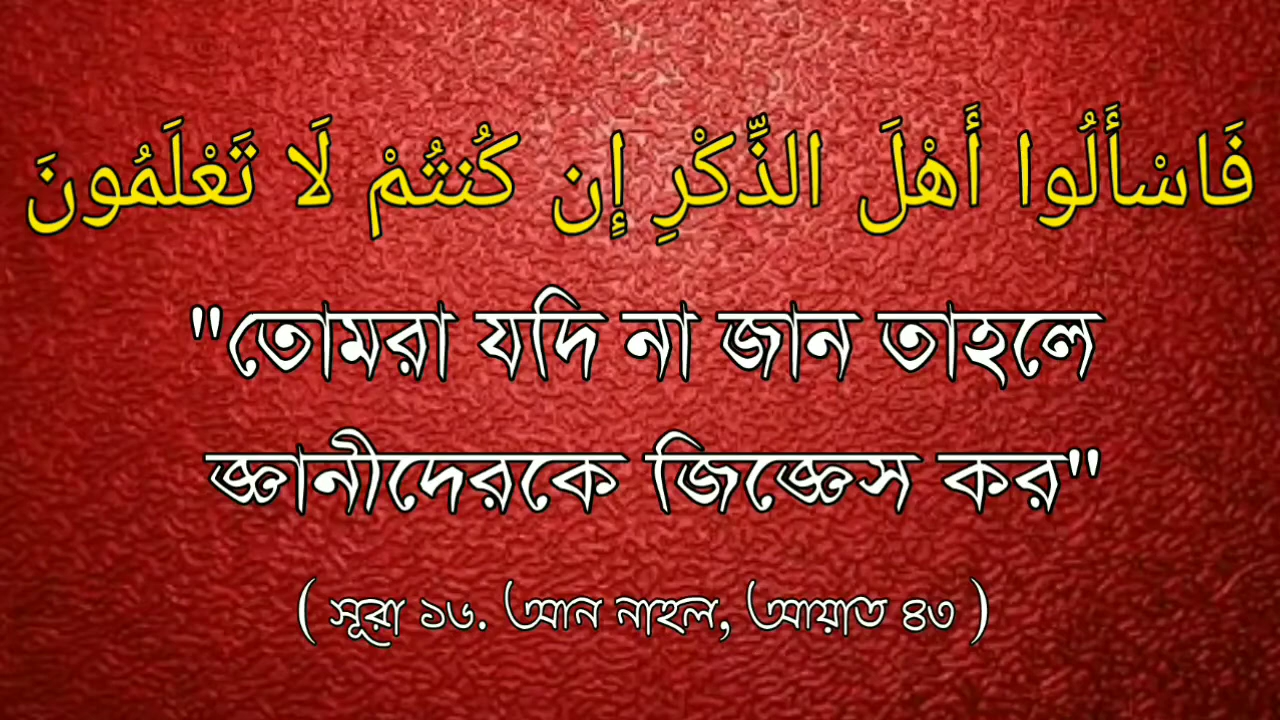 فَاسْأَلُوا أَهْلَ الذِّكْرِ إِن كُنتُمْ لَا تَعْلَمُونَ
"তোমরা যদি না জান তাহলে
জ্ঞানীদেরকে জিজ্ঞেস কর"
( সূরা ১৬. আন নাহল, আয়াত ৪৩ )